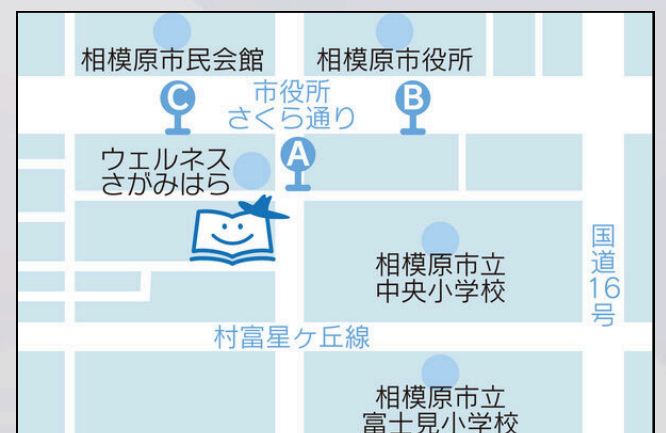 相模原市民会館
相模原市役所
C
市役所
さくら通り
B
A
ウェルネス
さがみはら
相模原市立
中央小学校
国道16号
村富星ケ丘線
相模原市立
富士見小学校